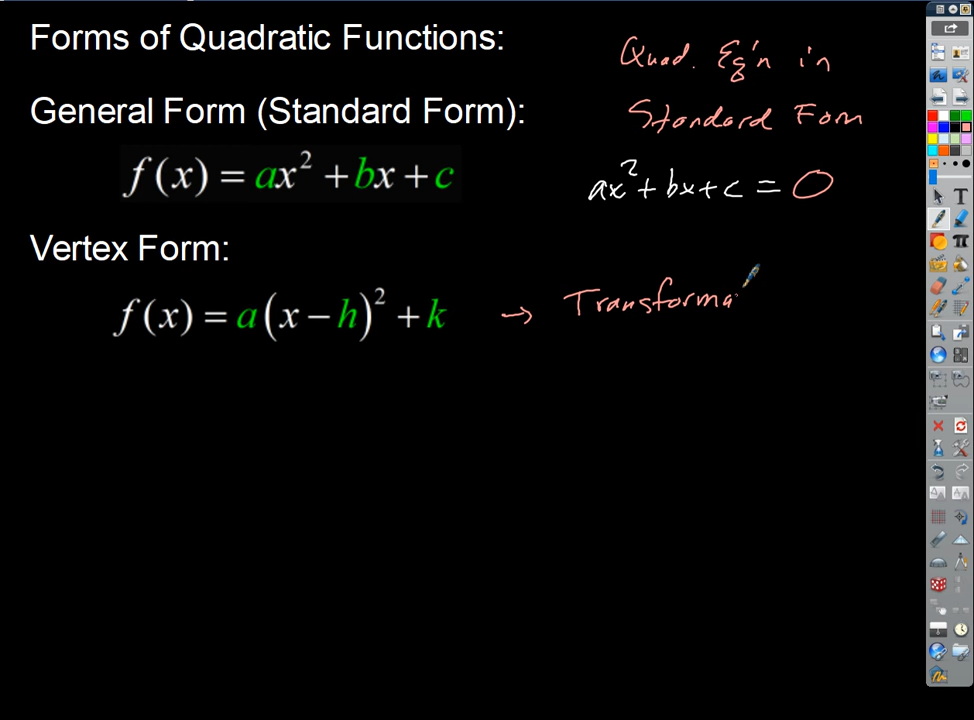 Forms of Quadratic Functions:
Quad. Eq'n in
General Form (Standard Form):
Standard Fom
f(x) = ax² + bx + c
ax² + bx + c = 0
Vertex Form:
f(x) = a(x − h)² + k → Transforma